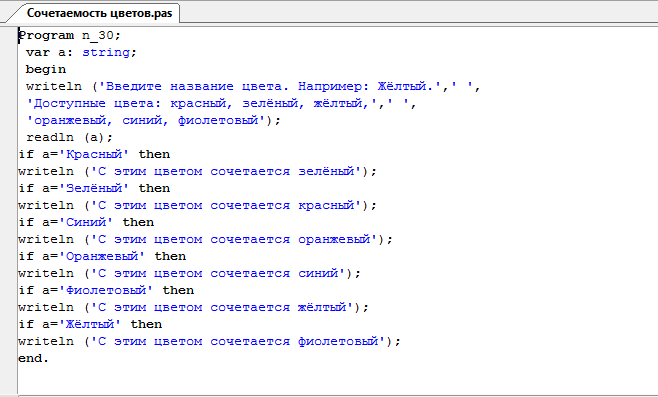 Сочетаемость цветов.pas
Program n_30;
var a: string;
begin
writeln ('Введите название цвета. Например: Жёлтый.',' ',
'Доступные цвета: красный, зелёный, жёлтый,',' ',
'оранжевый, синий, фиолетовый');
readln (a);
if a='Красный' then
writeln ('С этим цветом сочетается зелёный');
if a='Зелёный' then
writeln ('С этим цветом сочетается красный');
if a='Синий' then
writeln ('С этим цветом сочетается оранжевый');
if a='Оранжевый' then
writeln ('С этим цветом сочетается синий');
if a='Фиолетовый' then
writeln ('С этим цветом сочетается жёлтый');
if a='Жёлтый' then
writeln ('С этим цветом сочетается фиолетовый');
end.